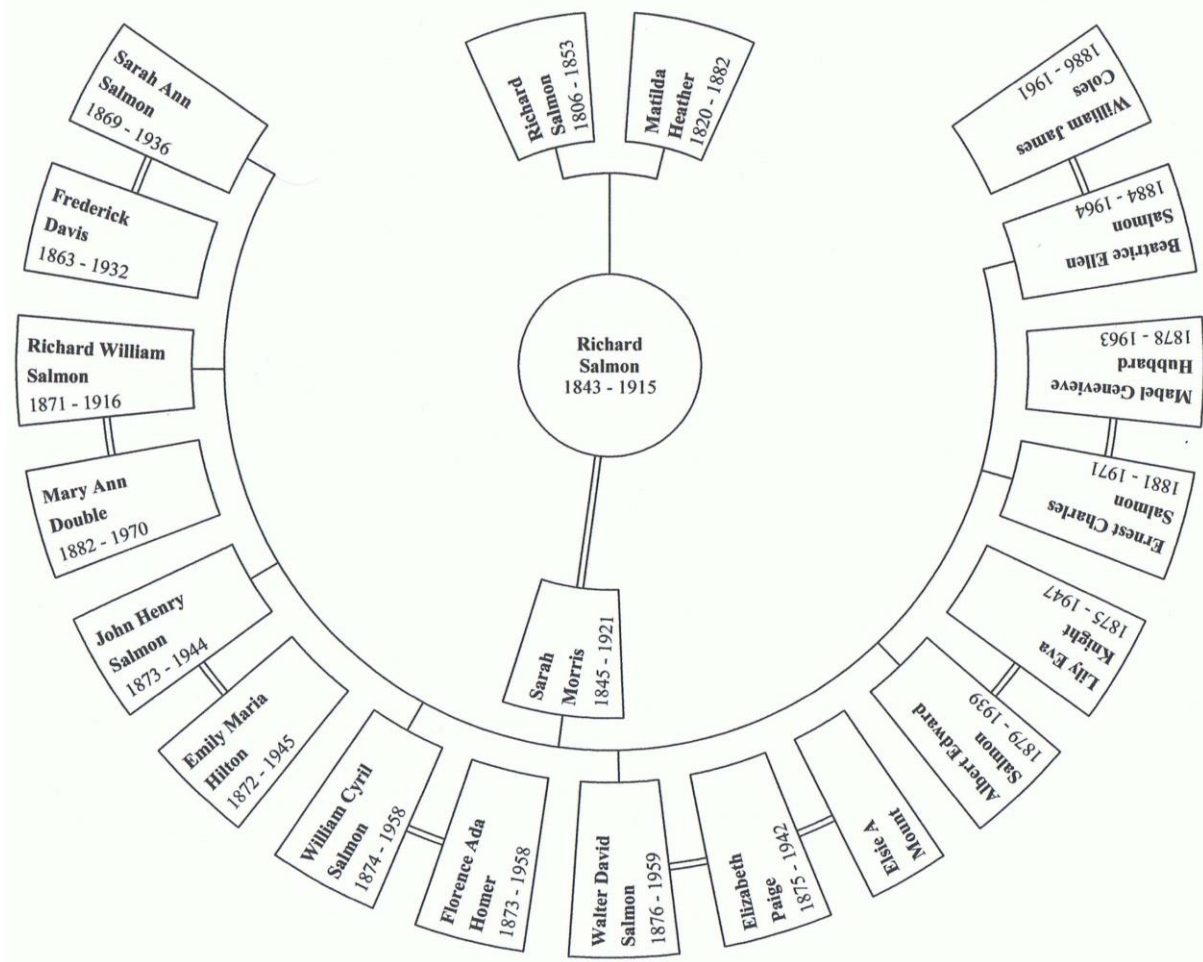 Richard
Salmon
1806 - 1853
Matilda
Heather
1820 - 1882
Richard
Salmon
1843 - 1915
Sarah
Morris
1845 - 1921
Sarah Ann
Salmon
1869 - 1936
Frederick
Davis
1863 - 1932
Richard William
Salmon
1871 - 1916
Mary Ann
Double
1882 - 1970
John Henry
Salmon
1873 - 1944
Emily Maria
Hilton
1872 - 1945
William Cyril
Salmon
1874 - 1958
Florence Ada
Homer
1873 - 1958
Walter David
Salmon
1876 - 1959
Elizabeth
Paige
1875 - 1942
Elsie A
Mount
Albert Edward
Salmon
1879 - 1939
Lily Eva
Knight
1875 - 1947
Ernest Charles
Salmon
1881 - 1971
Mabel Genevieve
Hubbard
1878 - 1963
Beatrice Ellen
Salmon
1884 - 1964
William James
Coles
1886 - 1961